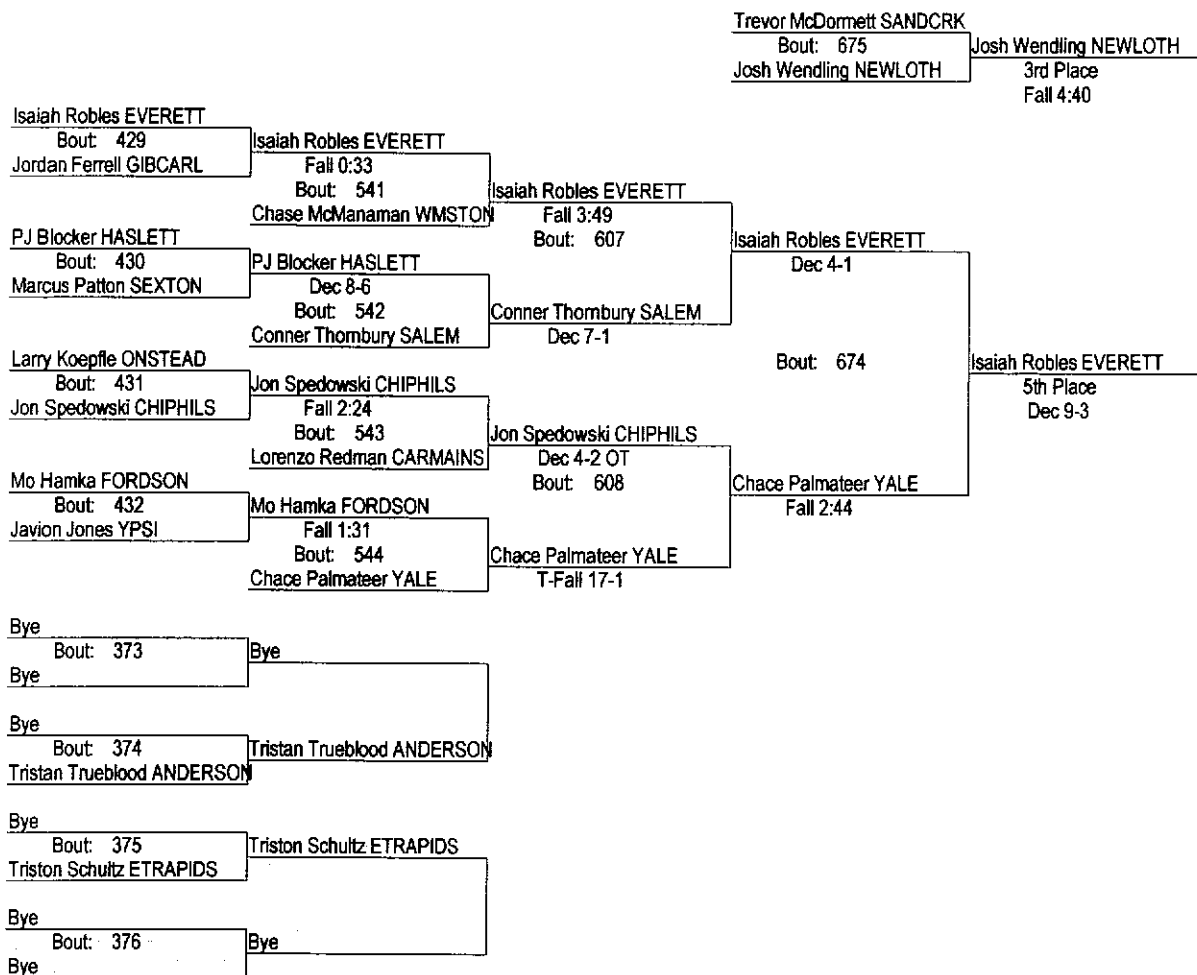 Trevor McDormett SANDCRK
Bout: 675
Josh Wendling NEWLOTH
Josh Wendling NEWLOTH
3rd Place
Fall 4:40
Isaiah Robles EVERETT
Bout: 429
Jordan Ferrell GIBCARL
Isaiah Robles EVERETT
Fall 0:33
Bout: 541
Chase McManaman WMSTON
Isaiah Robles EVERETT
Fall 3:49
Bout: 607
PJ Blocker HASLETT
Bout: 430
Marcus Patton SEXTON
PJ Blocker HASLETT
Dec 8-6
Bout: 542
Conner Thornbury SALEM
Conner Thornbury SALEM
Dec 7-1
Isaiah Robles EVERETT
Dec 4-1
Larry Koepfle ONSTEAD
Bout: 431
Jon Spedowski CHIPHILS
Jon Spedowski CHIPHILS
Fall 2:24
Bout: 543
Lorenzo Redman CARMAINS
Jon Spedowski CHIPHILS
Dec 4-2 OT
Bout: 608
Mo Hamka FORDSON
Bout: 432
Javion Jones YPSI
Mo Hamka FORDSON
Fall 1:31
Bout: 544
Chace Palmateer YALE
Chace Palmateer YALE
T-Fall 17-1
Chace Palmateer YALE
Fall 2:44
Bout: 674
Isaiah Robles EVERETT
5th Place
Dec 9-3
Bye
Bout: 373
Bye
Bye
Bye
Bout: 374
Tristan Trueblood ANDERSON
Tristan Trueblood ANDERSON
Bye
Bout: 375
Triston Schultz ETRAPIDS
Triston Schultz ETRAPIDS
Bye
Bout: 376
Bye
Bye